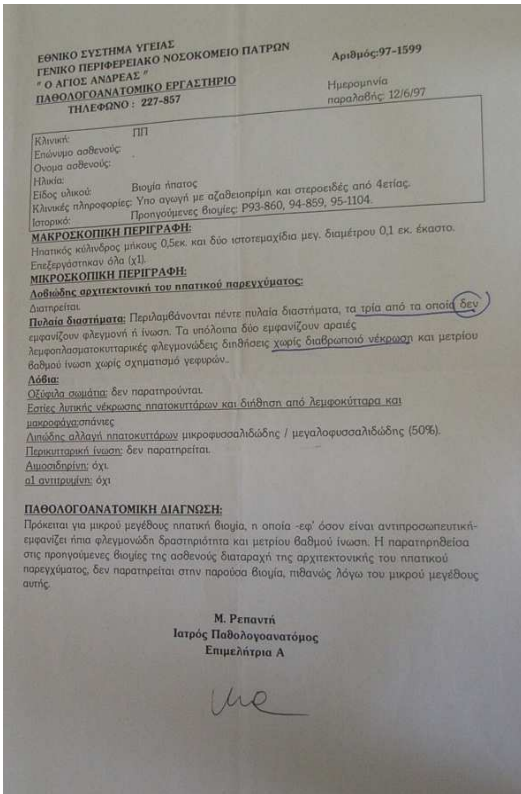 ΕΘΝΙΚΟ ΣΥΣΤΗΜΑ ΥΓΕΙΑΣ
ΓΕΝΙΚΟ ΠΕΡΙΦΕΡΕΙΑΚΟ ΝΟΣΟΚΟΜΕΙΟ ΠΑΤΡΩΝ
" Ο ΑΓΙΟΣ ΑΝΔΡΕΑΣ "
ΠΑΘΟΛΟΓΟΑΝΑΤΟΜΙΚΟ ΕΡΓΑΣΤΗΡΙΟ
ΤΗΛΕΦΩΝΟ : 227-857
Αριθμός:97-1599
Ημερομηνία
παραλαβής: 12/6/97
Κλινική: ΠΠ
Επώνυμο ασθενούς:
Ονομα ασθενούς:
Ηλικία:
Είδος υλικού: Βιοψία ήπατος
Κλινικές πληροφορίες: Υπο αγωγή με αζαθειοπρίμη και στεροειδές από 4ετίας.
Ιστορικό: Προηγούμενες βιοψίες: P93-860, 94-859, 95-1104.
ΜΑΚΡΟΣΚΟΠΙΚΗ ΠΕΡΙΓΡΑΦΗ:
Ηπατικός κύλινδρος μήκους 0,5εκ. και δύο ιστοτεμαχίδια μεγ. διαμέτρου 0,1 εκ. έκαστο.
Επεξεργάστηκαν όλα (χ1).
ΜΙΚΡΟΣΚΟΠΙΚΗ ΠΕΡΙΓΡΑΦΗ:
Λοβιώδης αρχιτεκτονική του ηπατικού παρεγχύματος:
Διατηρείται.
Πυλαία διαστήματα: Περιλαμβάνονται πέντε πυλαία διαστήματα, τα τρία από τα οποία δεν
εμφανίζουν φλεγμονή ή ίνωση. Τα υπόλοιπα δύο εμφανίζουν αραιές
λεμφοπλασματοκυτταρικές φλεγμονώδεις διηθήσεις χωρίς διαβρωποιό νέκρωση και μετρίου
βαθμού ίνωση χωρίς σχηματισμό γεφυρών..
Λόβια:
Οξύφιλα σωμάτια: δεν παρατηρούνται.
Εστίες λυτικής νέκρωσης ηπατοκυττάρων και διήθηση από λεμφοκύτταρα και
μακροφάγα:σπάνιες
Λιπώδης αλλαγή ηπατοκυττάρων μικροφυσσαλιδώδης / μεγαλοφυσσαλιδώδης (50%).
Περικυτταρική ίνωση: δεν παρατηρείται.
Αιμοσιδηρίνη: όχι
α1 αντιτρυψίνη: όχι
ΠΑΘΟΛΟΓΟΑΝΑΤΟΜΙΚΗ ΔΙΑΓΝΩΣΗ:
Πρόκειται για μικρού μεγέθους ηπατική βιοψία, η οποία -εφ' όσον είναι αντιπροσωπευτική-
εμφανίζει ήπια φλεγμονώδη δραστηριότητα και μετρίου βαθμού ίνωση. Η παρατηρηθείσα
στις προηγούμενες βιοψίες της ασθενούς διαταραχή της αρχιτεκτονικής του ηπατικού
παρεγχύματος, δεν παρατηρείται στην παρούσα βιοψία, πιθανώς λόγω του μικρού μεγέθους
αυτής.
Μ. Ρεπαντή
Ιατρός Παθολογοανατόμος
Επιμελήτρια Α